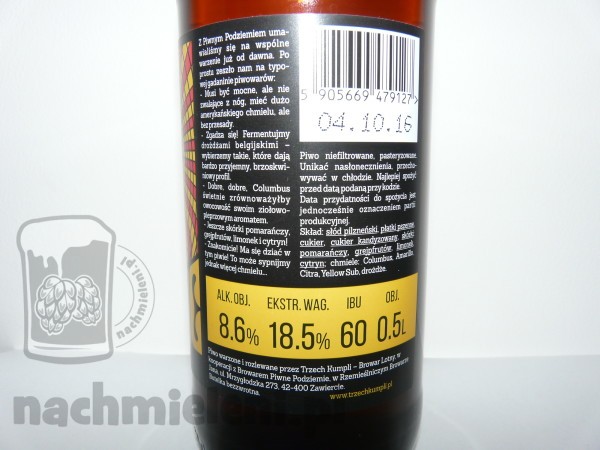 Z Piwnym Podziemiem uma-
wialiśmy się na wspólne
warzenie już od dawna. Po
prostu zeszło nam na typo-
wej gadaninie piwowarów:
- Musi być mocne, ale nie
zwalające z nóg, mieć dużo
amerykańskiego chmielu, ale
bez przesady.
- Zgadza się! Fermentujmy
drożdżami belgijskimi –
wybierzemy takie, które dają
bardzo przyjemny, brzoskwi-
niowy profil.
- Dobre, dobre, Columbus
świetnie zrównoważyłby
owocowość swoim ziołowo-
pieprzowym aromatem.
- Jeszcze skórki pomarańczy,
grejpfrutów, limonek i cytryn!
- Znakomicie! Ma się dziać w
tym piwie! To może sypnijmy
jednak więcej chmielu...
5 905669 479127 >
04.10.16
Piwo niefiltrowane, pasteryzowane.
Unikać nasłonecznienia, przecho-
wywać w chłodzie. Najlepiej spożyć
przed datą podaną przy kodzie.
Data przydatności do spożycia jest
jednocześnie oznaczeniem partii
produkcyjnej.
Skład: słód pilzneński, płatki pszenne,
cukier, cukier kandyzowany, skórki
pomarańczy, grejpfrutów, limonek,
cytryn; chmiele: Columbus, Amarillo,
Citra, Yellow Sub, drożdże.
ALK. OBJ. EKSTR. WAG. IBU OBJ.
8.6% 18.5% 60 0.5L
Piwo warzone i rozlewane przez Trzech Kumpli – Browar Lotny, w
kooperacji z Browarem Piwne Podziemie, w Rzemieślniczym Browarze
Jana, ul. Mrzygłodzka 273, 42-400 Zawiercie.
Butelka bezzwrotna.
www.trzechkumpli.pl
nachmieleni.pl
nachmieleni.pl